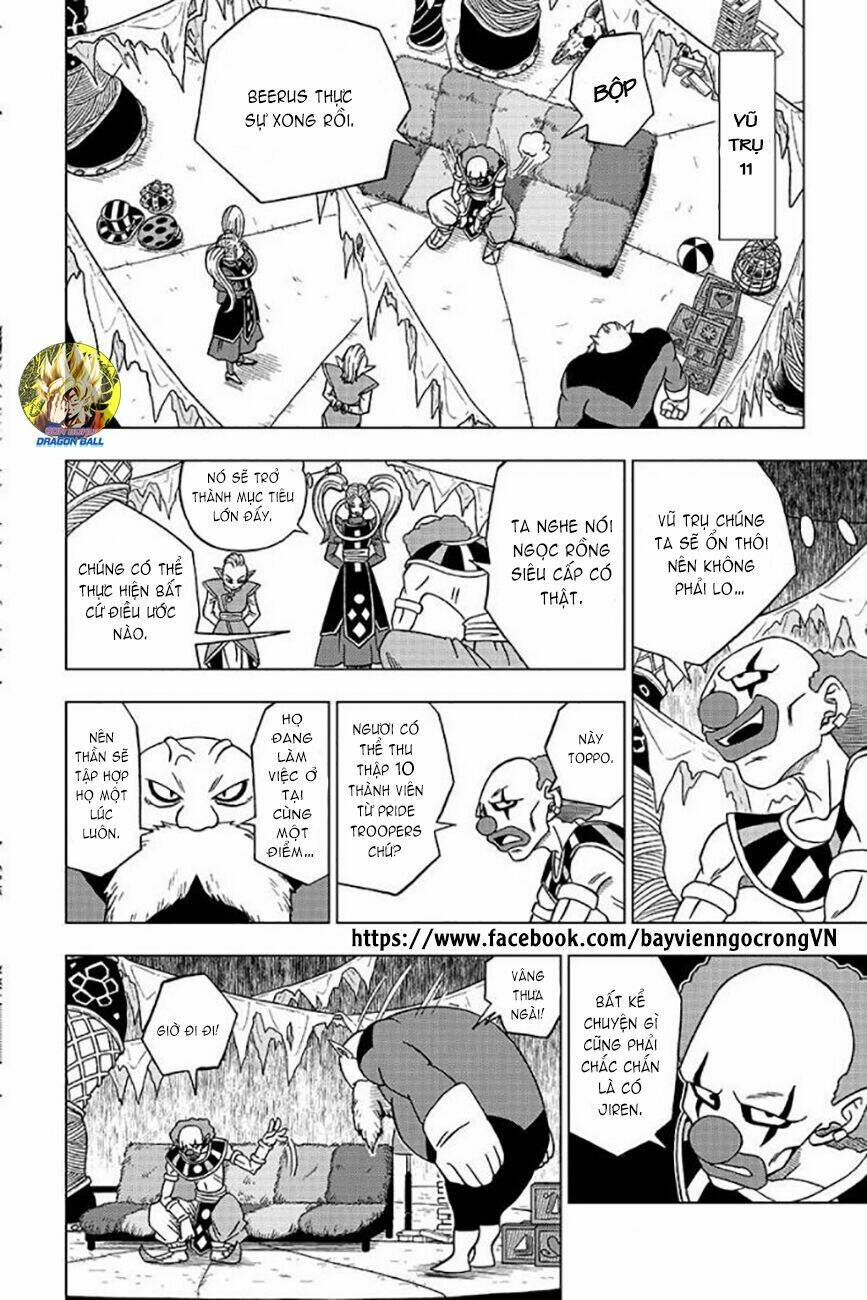 VŨ
TRỤ
11
BỘP
BEERUS THỰC
SỰ XONG RỒI.
DRAGON BALL
VŨ TRỤ CHÚNG
TA SẼ ỔN THÔI
NÊN KHÔNG
PHẢI LO...
TA NGHE NÓI
NGỌC RỒNG
SIÊU CẤP CÓ
THẬT.
NÓ SẼ TRỞ
THÀNH MỤC TIÊU
LỚN ĐẤY.
CHÚNG CÓ THỂ
THỰC HIỆN BẤT
CỨ ĐIỀU ƯỚC
NÀO.
NÀY
TOPPO.
NGƯƠI CÓ
THỂ THU
THẬP 10
THÀNH VIÊN
TỪ PRIDE
TROOPERS
CHỨ?
HỌ
ĐANG
LÀM
VIỆC Ở
TẠI
CÙNG
MỘT
ĐIỂM...
NÊN
THẦN SẼ
TẬP HỢP
HỌ MỘT
LÚC
LUÔN.
https://www.facebook.com/bayvienngocrongVN
BẤT KỂ
CHUYỆN GÌ
CŨNG PHẢI
CHẮC CHẮN
LÀ CÓ
JIREN.
VÂNG
THƯA
NGÀI!
GIỜ ĐI ĐI!